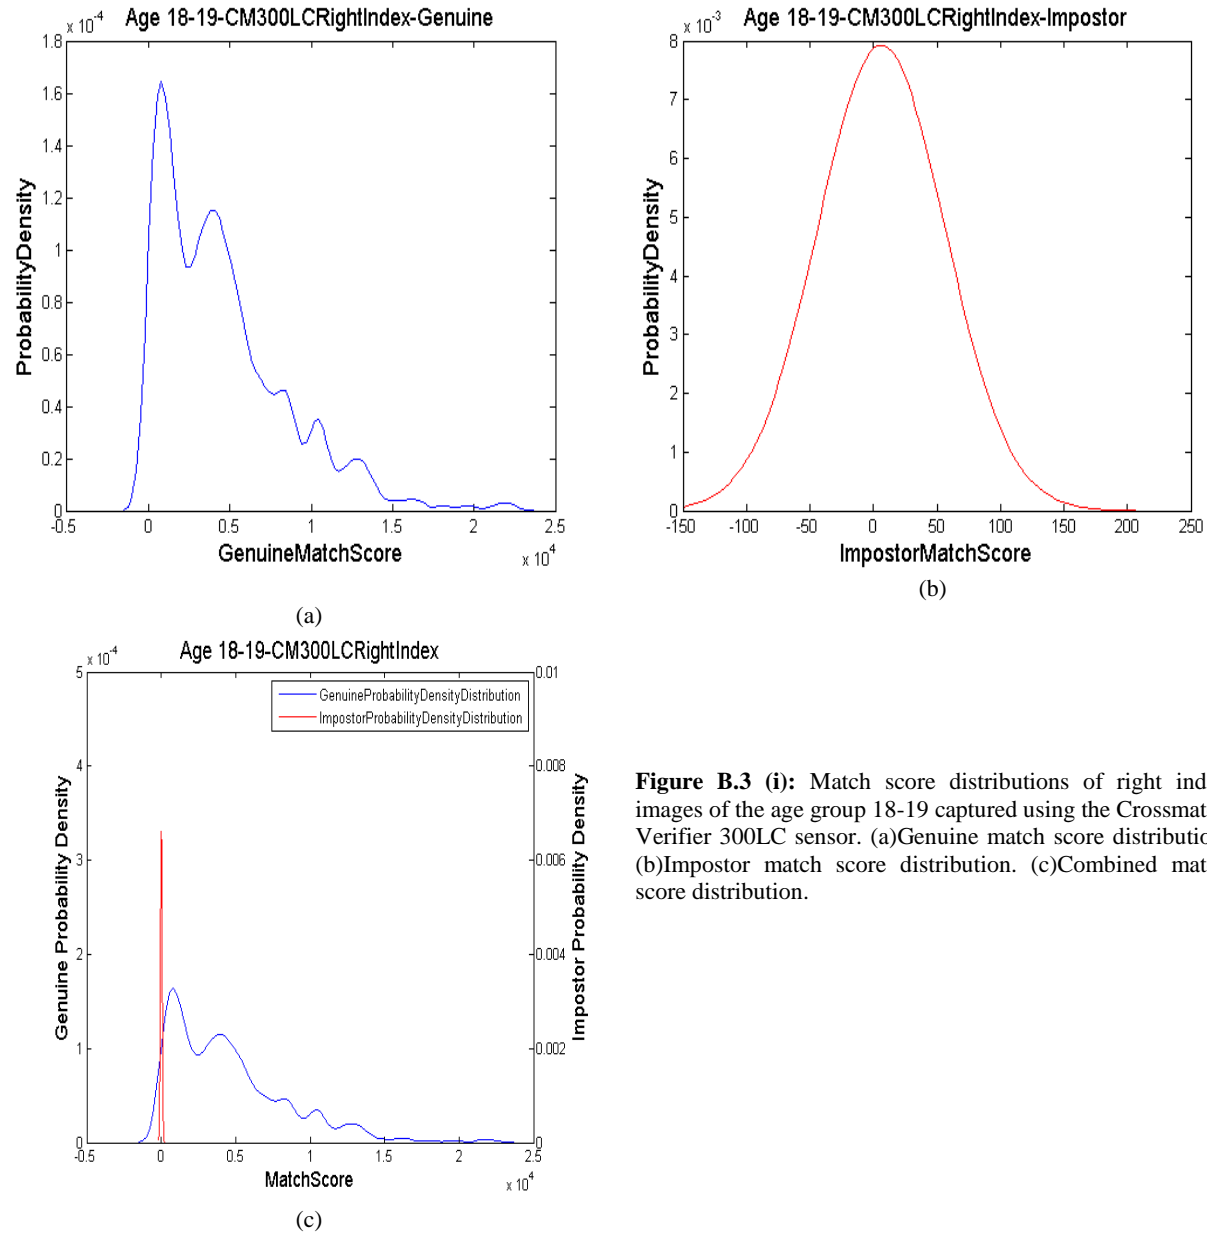 Age 18-19-CM300LCRightIndex-Genuine
x 10⁻⁴
1.8
1.6
1.4
1.2
1
0.8
0.6
0.4
0.2
0
ProbabilityDensity
-0.5 0 0.5 1 1.5 2 2.5
x 10⁴
GenuineMatchScore
(a)
Age 18-19-CM300LCRightIndex-Impostor
x 10⁻³
8
7
6
5
4
3
2
1
0
ProbabilityDensity
-150 -100 -50 0 50 100 150 200 250
ImpostorMatchScore
(b)
Age 18-19-CM300LCRightIndex
x 10⁻⁴
5
4
3
2
1
0
Genuine Probability Density
GenuineProbabilityDensityDistribution
ImpostorProbabilityDensityDistribution
0.01
0.008
0.006
0.004
0.002
0
Impostor Probability Density
-0.5 0 0.5 1 1.5 2 2.5
x 10⁴
MatchScore
(c)
Figure B.3 (i): Match score distributions of right ind
images of the age group 18-19 captured using the Crossmat
Verifier 300LC sensor. (a)Genuine match score distributio
(b)Impostor match score distribution. (c)Combined mat
score distribution.